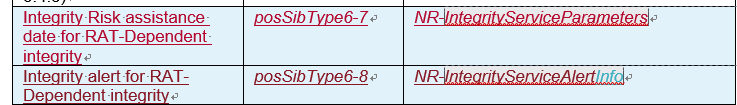 Integrity Risk assistance posSibType6-7 NR-IntegrityServiceParameters
date for RAT-Dependent
integrity
Integrity alert for RAT- posSibType6-8 NR-IntegrityServiceAlertInfo
Dependent integrity